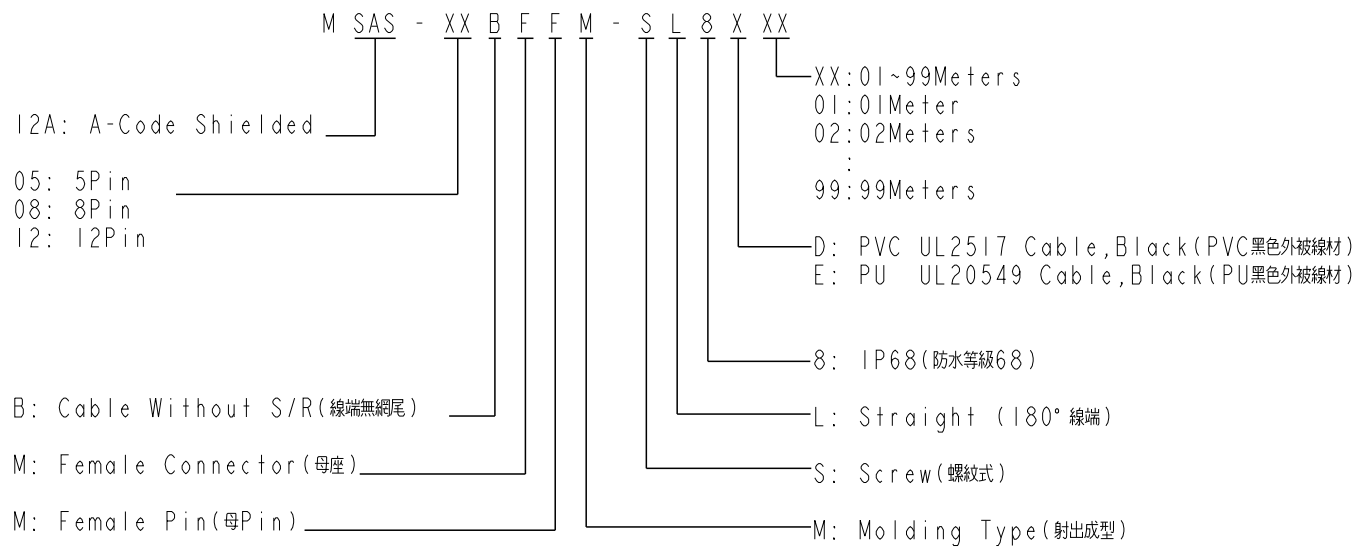 M SAS - XX B F F M - S L 8 X XX
XX:01~99Meters
01:01Meter
02:02Meters
:
99:99Meters
12A: A-Code Shielded
05: 5Pin
08: 8Pin
12: 12Pin
D: PVC UL2517 Cable,Black(PVC黑色外被線材)
E: PU UL20549 Cable,Black(PU黑色外被線材)
8: IP68(防水等級68)
B: Cable Without S/R(線端無網尾)
L: Straight (180° 線端)
M: Female Connector(母座)
S: Screw(螺紋式)
M: Female Pin(母Pin)
M: Molding Type(射出成型)